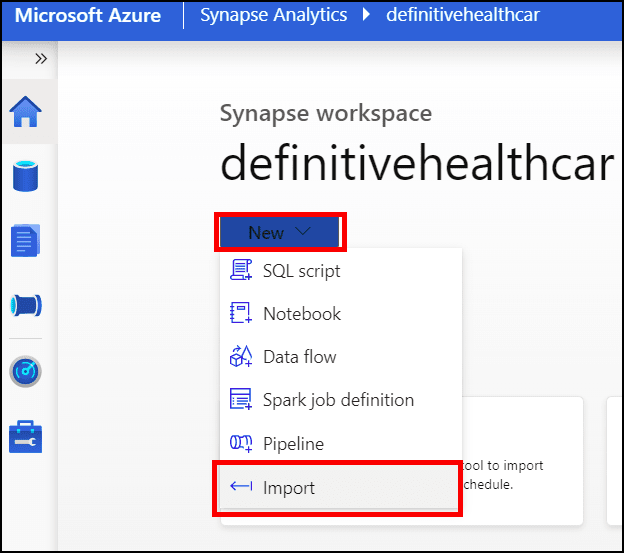 Microsoft Azure
Synapse Analytics
definitivehealthcar
»
Synapse workspace
definitivehealthcar
New
SQL script
Notebook
Data flow
Spark job definition
Pipeline
Import
tool to import
chedule.